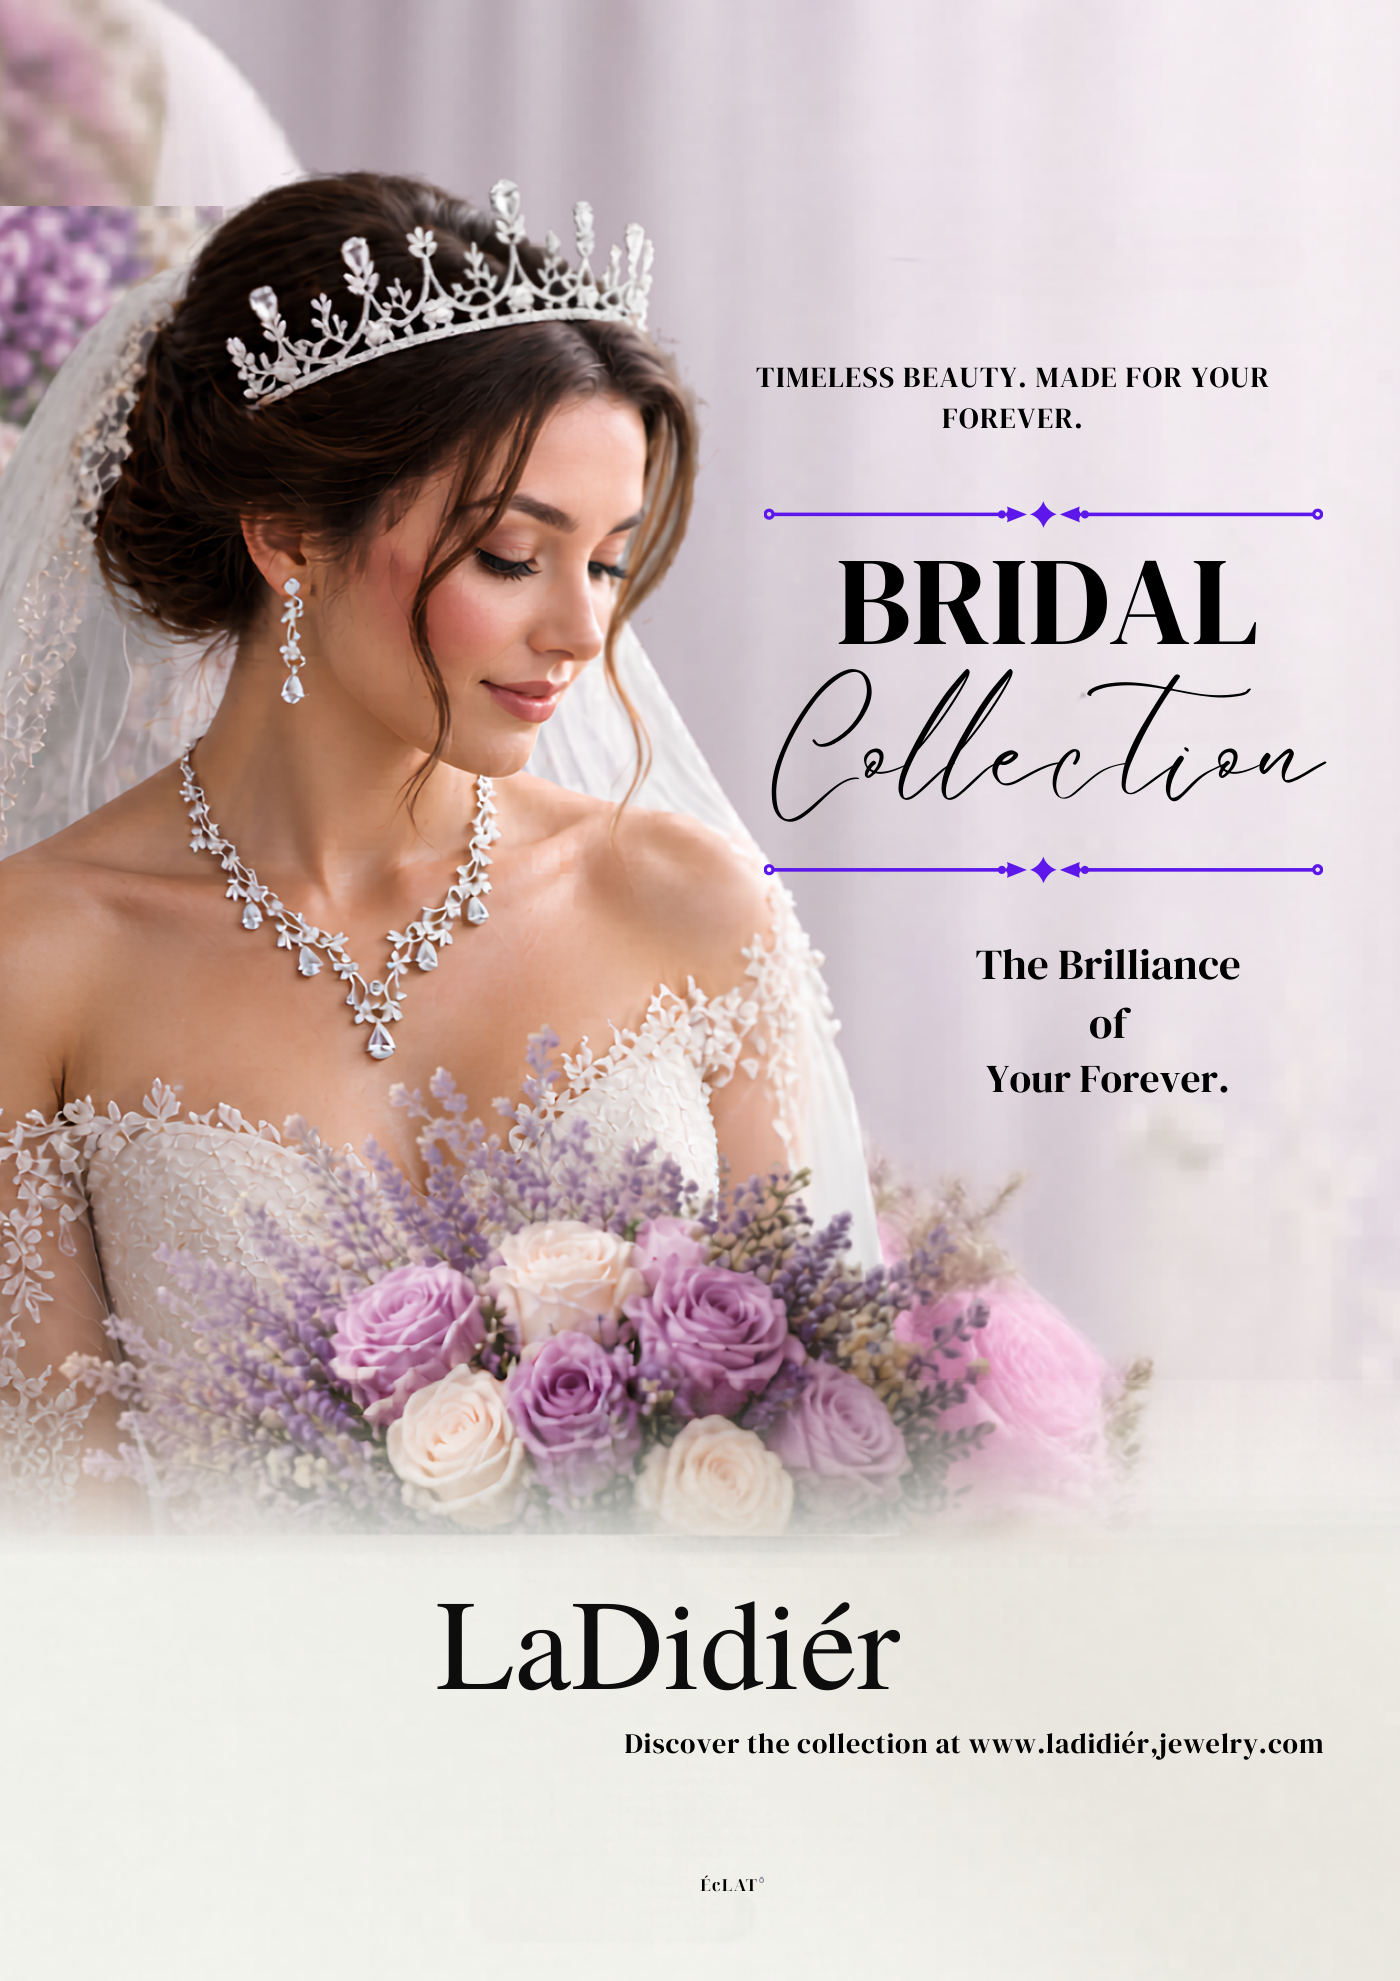 TIMELESS BEAUTY. MADE FOR YOUR
FOREVER.
BRIDAL
Collection
The Brilliance
of
Your Forever.
LaDidiér
Discover the collection at www.ladidiér,jewelry.com
ÉcLAT